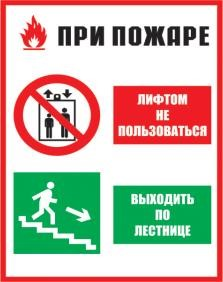 ПРИ ПОЖАРЕ
ЛИФТОМ
НЕ
ПОЛЬЗОВАТЬСЯ
ВЫХОДИТЬ
ПО
ЛЕСТНИЦЕ